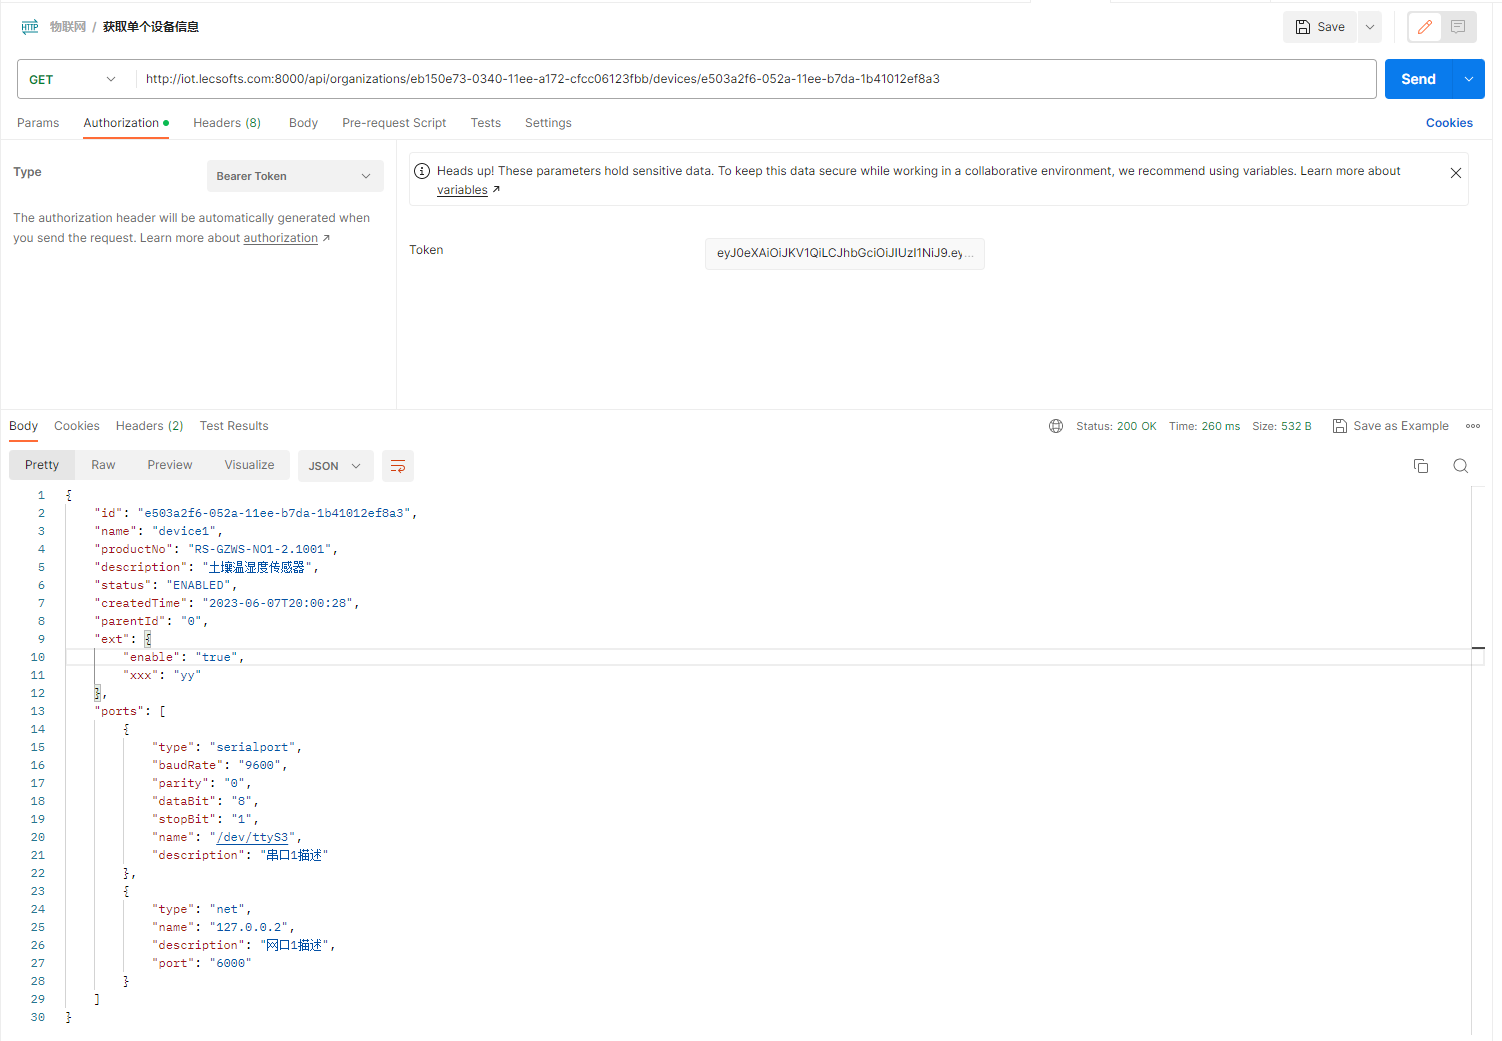 HTTP 物联网 / 获取单个设备信息 Save
GET http://iot.lecsofts.com:8000/api/organizations/eb150e73-0340-11ee-a172-cfcc06123fbb/devices/e503a2f6-052a-11ee-b7da-1b41012ef8a3 Send
Params Authorization Headers (8) Body Pre-request Script Tests Settings Cookies
Type Bearer Token
The authorization header will be automatically generated when
you send the request. Learn more about authorization ↗
Heads up! These parameters hold sensitive data. To keep this data secure while working in a collaborative environment, we recommend using variables. Learn more about
variables ↗
Token eyJ0eXAiOiJKV1QiLCJhbGciOiJIUzI1NiJ9.ey...
Body Cookies Headers (2) Test Results Status: 200 OK Time: 260 ms Size: 532 B Save as Example
Pretty Raw Preview Visualize JSON
1 {
2 "id": "e503a2f6-052a-11ee-b7da-1b41012ef8a3",
3 "name": "device1",
4 "productNo": "RS-GZWS-NO1-2.1001",
5 "description": "土壤温湿度传感器",
6 "status": "ENABLED",
7 "createdTime": "2023-06-07T20:00:28",
8 "parentId": "0",
9 "ext": {
10 "enable": "true",
11 "xxx": "yy"
12 },
13 "ports": [
14 {
15 "type": "serialport",
16 "baudRate": "9600",
17 "parity": "0",
18 "dataBit": "8",
19 "stopBit": "1",
20 "name": "/dev/ttyS3",
21 "description": "串口1描述"
22 },
23 {
24 "type": "net",
25 "name": "127.0.0.2",
26 "description": "网口1描述",
27 "port": "6000"
28 }
29 ]
30 }